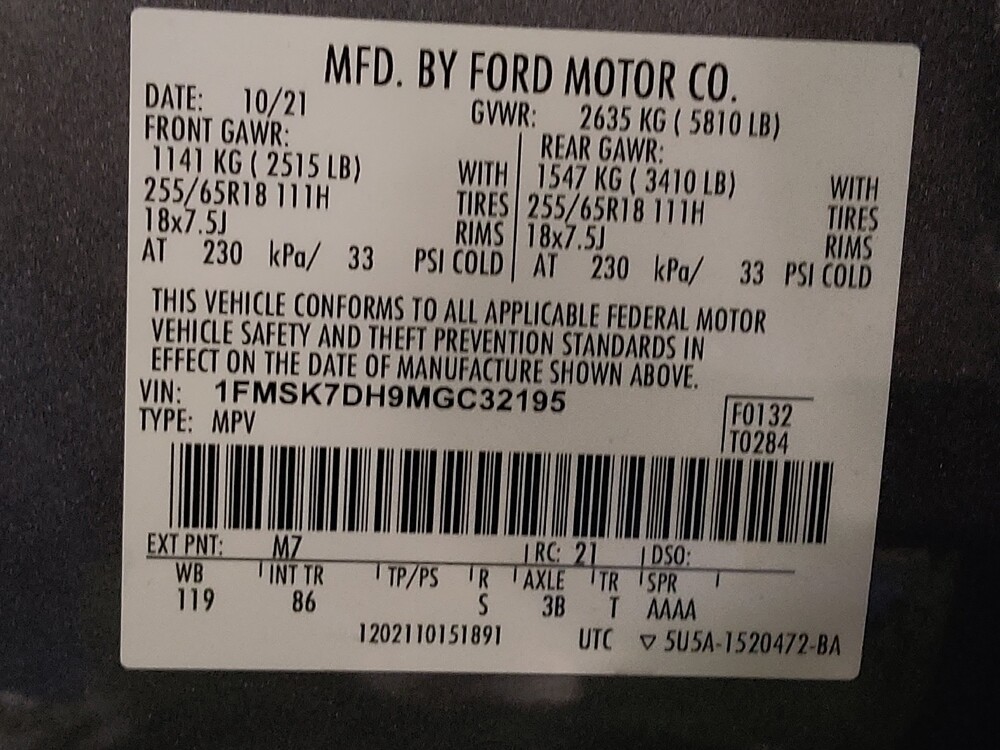 MFD. BY FORD MOTOR CO.
DATE: 10/21 GVWR: 2635 KG ( 5810 LB)
FRONT GAWR: REAR GAWR:
1141 KG ( 2515 LB) WITH 1547 KG ( 3410 LB) WITH
255/65R18 111H TIRES 255/65R18 111H TIRES
18x7.5J RIMS 18x7.5J RIMS
AT 230 kPa/ 33 PSI COLD AT 230 kPa/ 33 PSI COLD
THIS VEHICLE CONFORMS TO ALL APPLICABLE FEDERAL MOTOR
VEHICLE SAFETY AND THEFT PREVENTION STANDARDS IN
EFFECT ON THE DATE OF MANUFACTURE SHOWN ABOVE.
VIN: 1FMSK7DH9MGC32195 F0132
TYPE: MPV T0284
EXT PNT: M7 RC: 21 DSO:
WB INT TR TP/PS R AXLE TR SPR
119 86 S 3B T AAAA
1202110151891 UTC ▽ 5U5A-1520472-BA